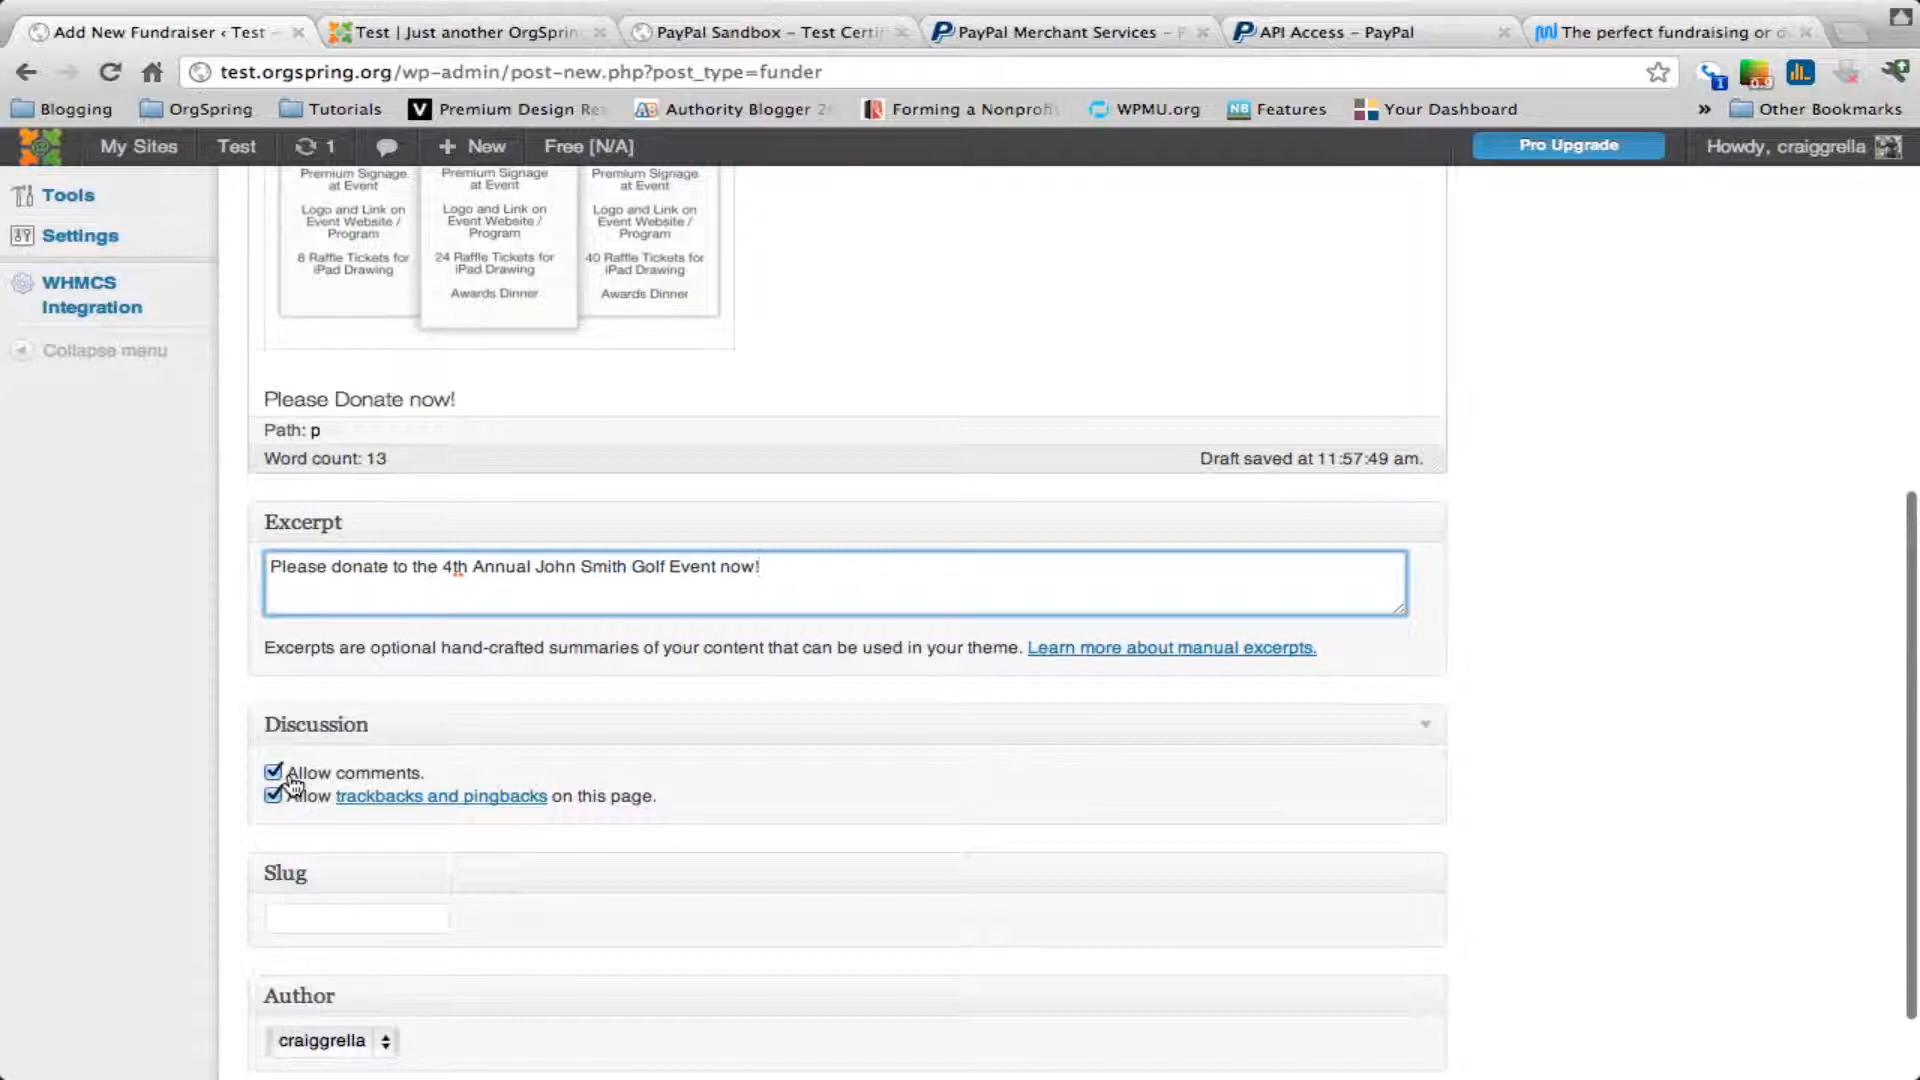 Add New Fundraiser ‹ Test
Test | Just another OrgSprin
PayPal Sandbox – Test Certi
PayPal Merchant Services -
API Access – PayPal
The perfect fundraising or d
test.orgspring.org/wp-admin/post-new.php?post_type=funder
Blogging
OrgSpring
Tutorials
Premium Design Re
Authority Blogger 2
Forming a Nonprofit
WPMU.org
Features
Your Dashboard
»
Other Bookmarks
My Sites
Test
1
+ New
Free [N/A]
Pro Upgrade
Howdy, craiggrella
Tools
Settings
WHMCS
Integration
Collapse menu
Premium Signage
at Event
Logo and Link on
Event Website /
Program
8 Raffle Tickets for
iPad Drawing
Premium Signage
at Event
Logo and Link on
Event Website /
Program
24 Raffle Tickets for
iPad Drawing
Awards Dinner
Premium Signage
at Event
Logo and Link on
Event Website /
Program
40 Raffle Tickets for
iPad Drawing
Awards Dinner
Please Donate now!
Path: p
Word count: 13
Draft saved at 11:57:49 am.
Excerpt
Please donate to the 4th Annual John Smith Golf Event now!
Excerpts are optional hand-crafted summaries of your content that can be used in your theme. Learn more about manual excerpts.
Discussion
Allow comments.
Allow trackbacks and pingbacks on this page.
Slug
Author
craiggrella